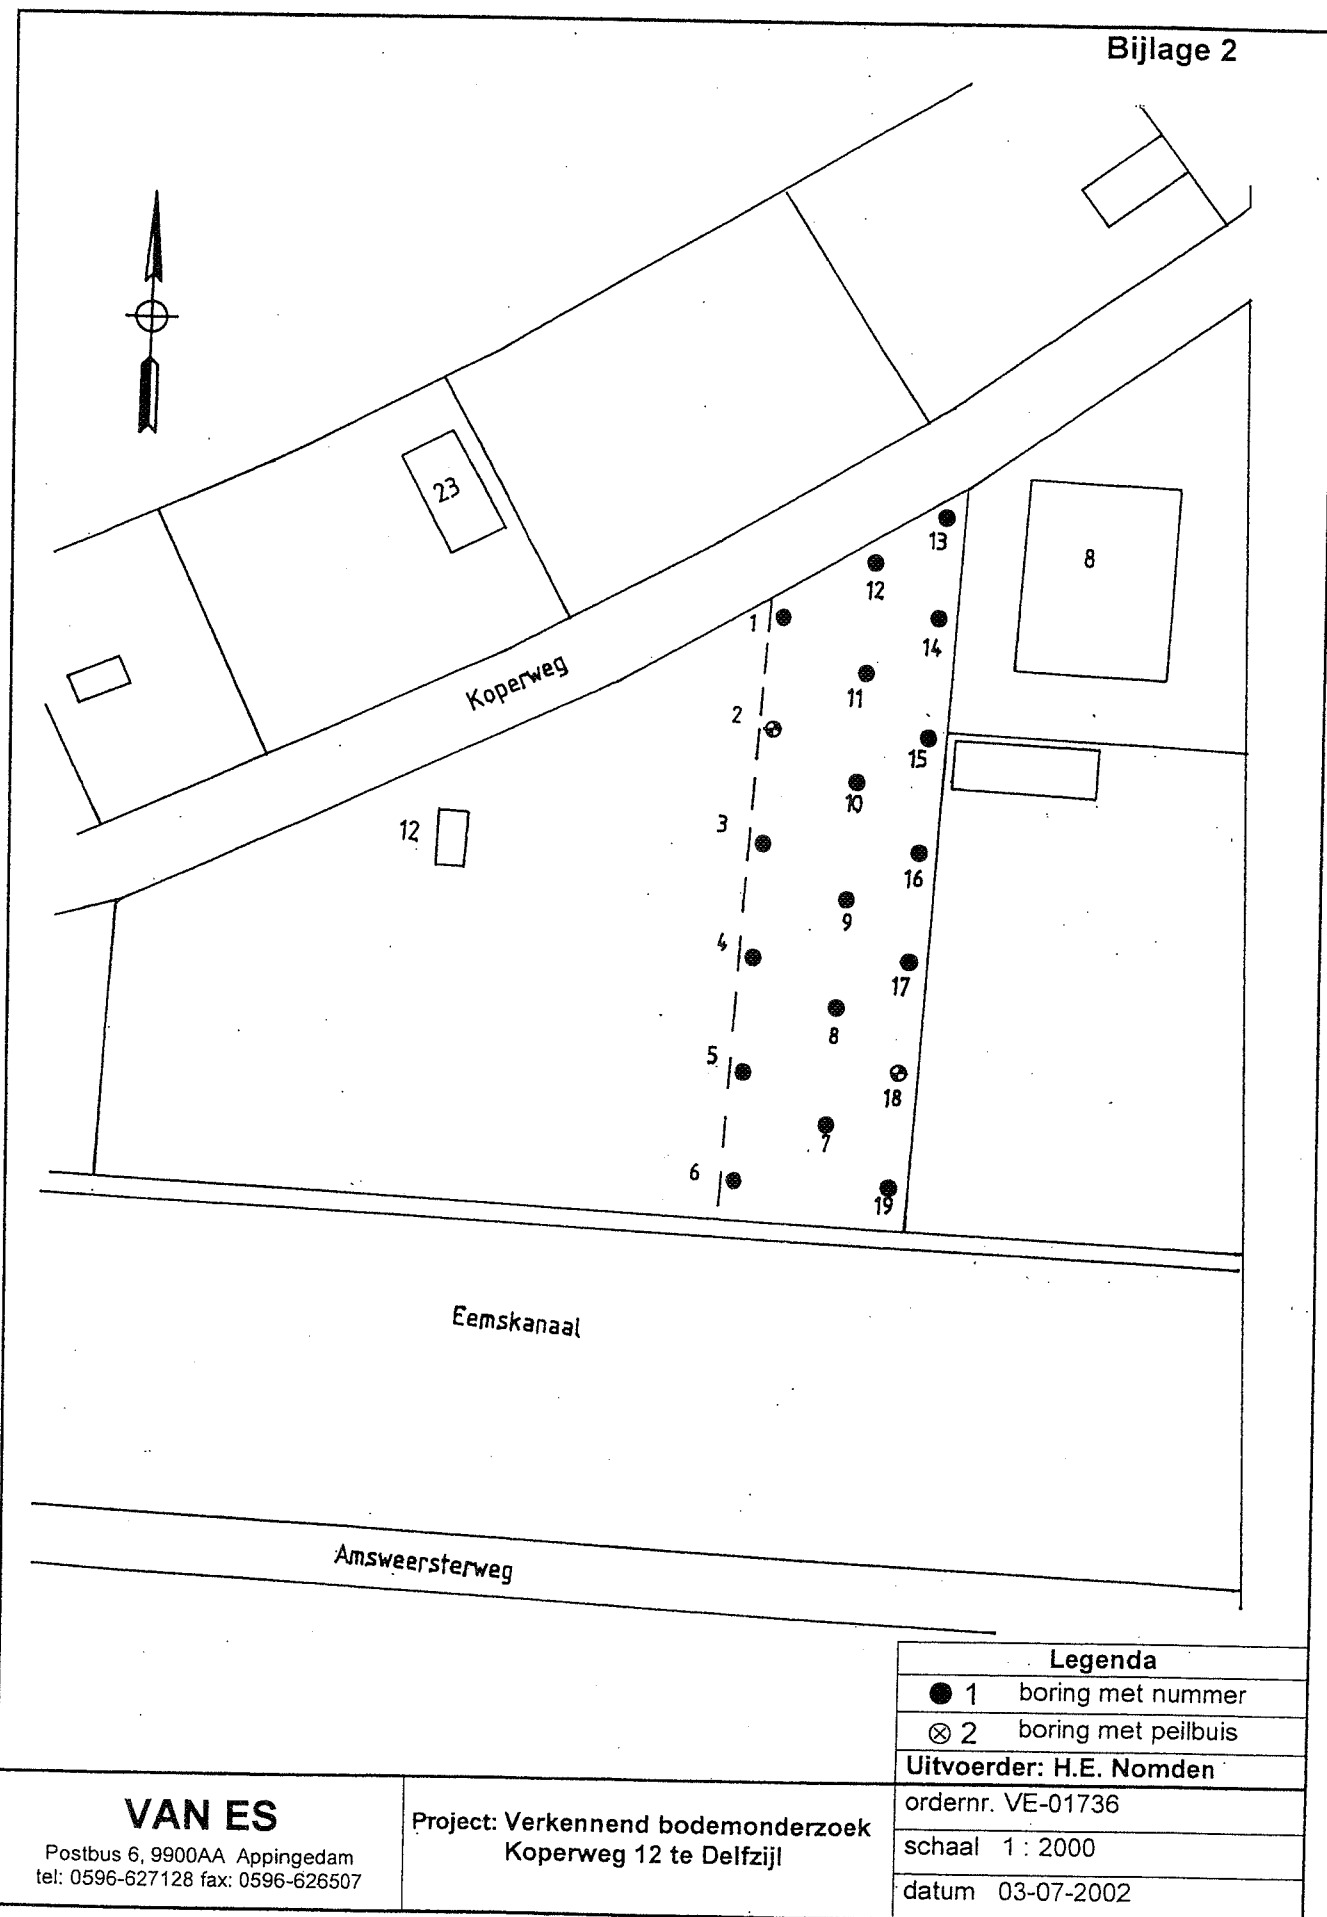 Bijlage 2
23
8
13
12
1
14
11
2
15
10
3
12
16
9
4
17
8
5
18
7
6
19
Koperweg
Eemskanaal
Amsweersterweg
Legenda
1 boring met nummer
2 boring met peilbuis
Uitvoerder: H.E. Nomden
ordernr. VE-01736
schaal 1 : 2000
datum 03-07-2002
VAN ES
Postbus 6, 9900AA Appingedam
tel: 0596-627128 fax: 0596-626507
Project: Verkennend bodemonderzoek
Koperweg 12 te Delfzijl